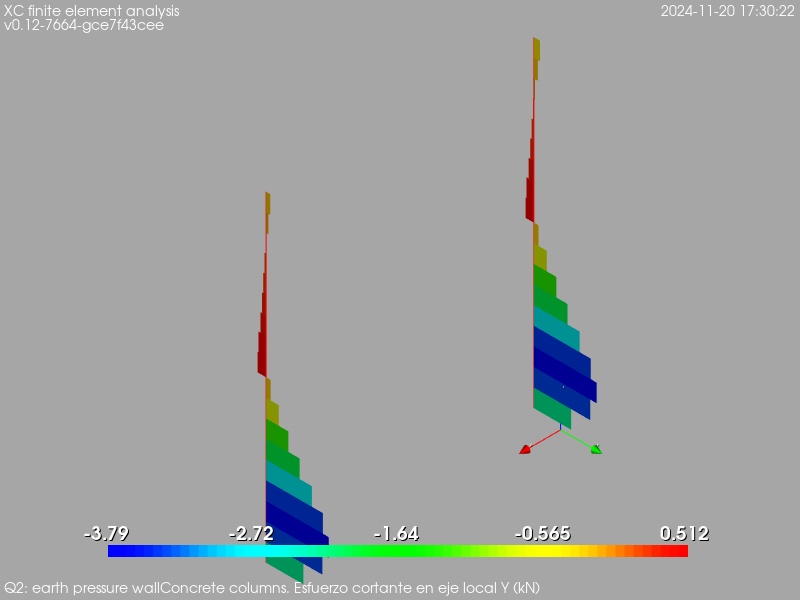 XC finite element analysis
v0.12-7664-gce7f43cee
2024-11-20 17:30:22
-3.79 -2.72 -1.64 -0.565 0.512
Q2: earth pressure wallConcrete columns. Esfuerzo cortante en eje local Y (kN)